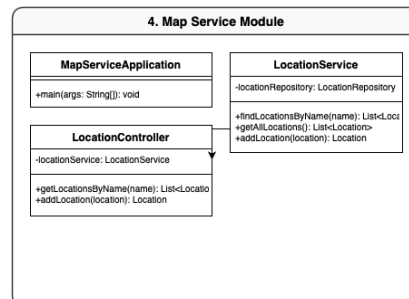 4. Map Service Module
MapServiceApplication
+main(args: String[]): void
LocationController
-locationService: LocationService
+getLocationsByName(name): List<Locatio
+addLocation(location): Location
LocationService
-locationRepository: LocationRepository
+findLocationsByName(name): List<Loca
+getAllLocations(): List<Location>
+addLocation(location): Location